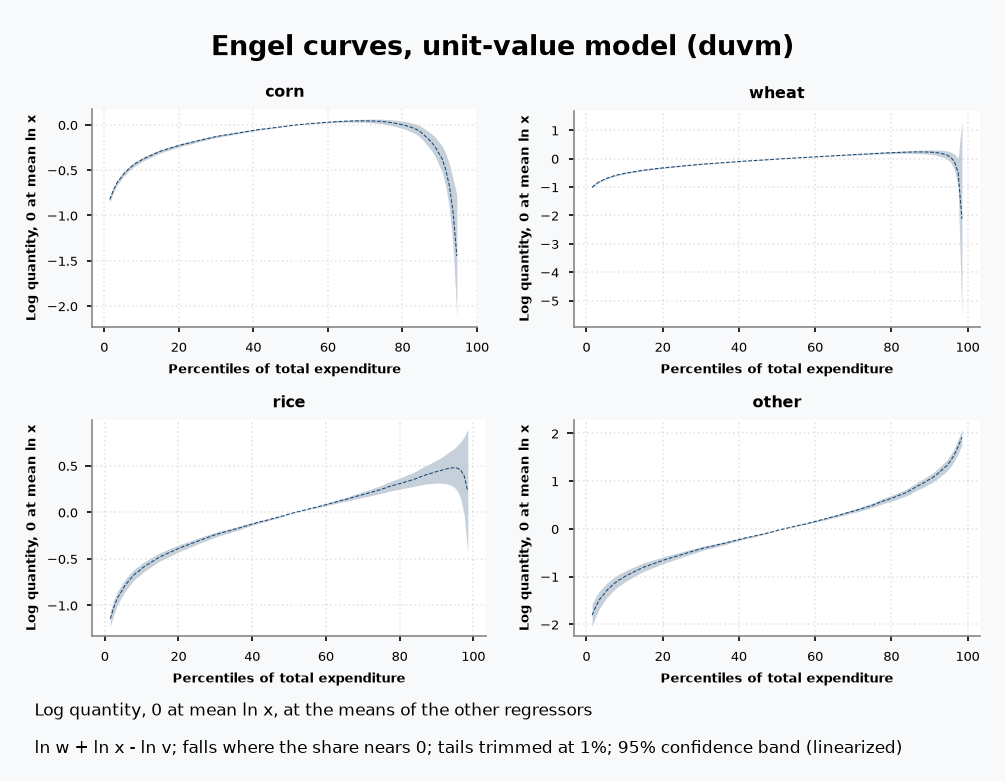 Engel curves, unit-value model (duvm)
corn
Log quantity, 0 at mean ln x
0.0
−0.5
−1.0
−1.5
−2.0
0 20 40 60 80 100
Percentiles of total expenditure
wheat
Log quantity, 0 at mean ln x
1
0
−1
−2
−3
−4
−5
0 20 40 60 80 100
Percentiles of total expenditure
rice
Log quantity, 0 at mean ln x
0.5
0.0
−0.5
−1.0
0 20 40 60 80 100
Percentiles of total expenditure
other
Log quantity, 0 at mean ln x
2
1
0
−1
−2
0 20 40 60 80 100
Percentiles of total expenditure
Log quantity, 0 at mean ln x, at the means of the other regressors
ln w + ln x - ln v; falls where the share nears 0; tails trimmed at 1%; 95% confidence band (linearized)